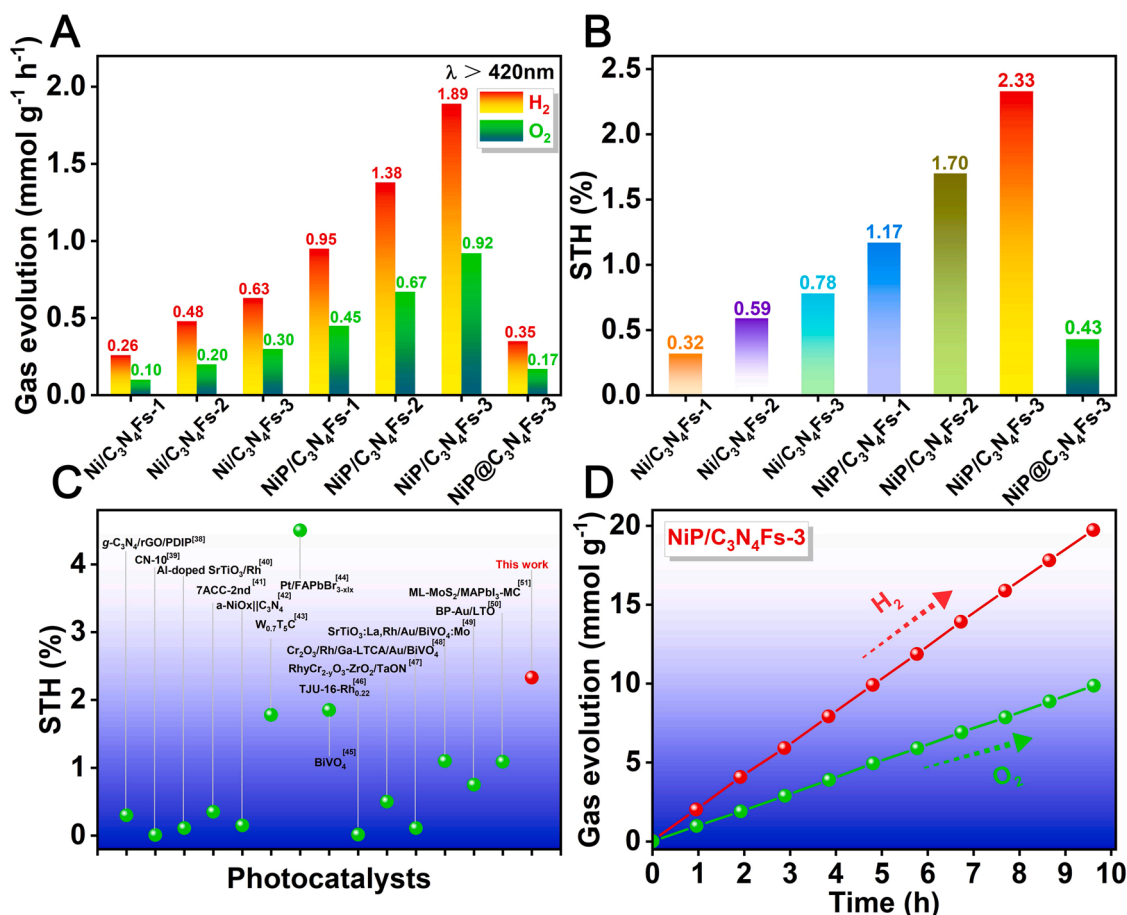 A
Gas evolution (mmol g⁻¹ h⁻¹)
2.0
1.5
1.0
0.5
0.0
λ > 420nm
H₂
O₂
0.26
0.10
0.48
0.20
0.63
0.30
0.95
0.45
1.38
0.67
1.89
0.92
0.35
0.17
Ni/C₃N₄Fs-1
Ni/C₃N₄Fs-2
Ni/C₃N₄Fs-3
NiP/C₃N₄Fs-1
NiP/C₃N₄Fs-2
NiP/C₃N₄Fs-3
NiP@C₃N₄Fs-3
B
STH (%)
2.5
2.0
1.5
1.0
0.5
0.0
0.32
0.59
0.78
1.17
1.70
2.33
0.43
Ni/C₃N₄Fs-1
Ni/C₃N₄Fs-2
Ni/C₃N₄Fs-3
NiP/C₃N₄Fs-1
NiP/C₃N₄Fs-2
NiP/C₃N₄Fs-3
NiP@C₃N₄Fs-3
C
STH (%)
4
3
2
1
0
g-C₃N₄/rGO/PDIP[38]
CN-10[39]
Al-doped SrTiO₃/Rh[40]
7ACC-2nd[41]
a-NiOx||C₃N₄[42]
W₀.₇T₅C[43]
Pt/FAPbBr₃₋ₓIₓ[44]
BiVO₄[45]
TJU-16-Rh₀.₂₂[46]
RhyCr₂₋yO₃-ZrO₂/TaON[47]
Cr₂O₃/Rh/Ga-LTCA/Au/BiVO₄[48]
SrTiO₃:La,Rh/Au/BiVO₄:Mo[49]
BP-Au/LTO[50]
ML-MoS₂/MAPbI₃-MC[51]
This work
Photocatalysts
D
Gas evolution (mmol g⁻¹)
20
15
10
5
0
NiP/C₃N₄Fs-3
H₂
O₂
0 1 2 3 4 5 6 7 8 9 10
Time (h)